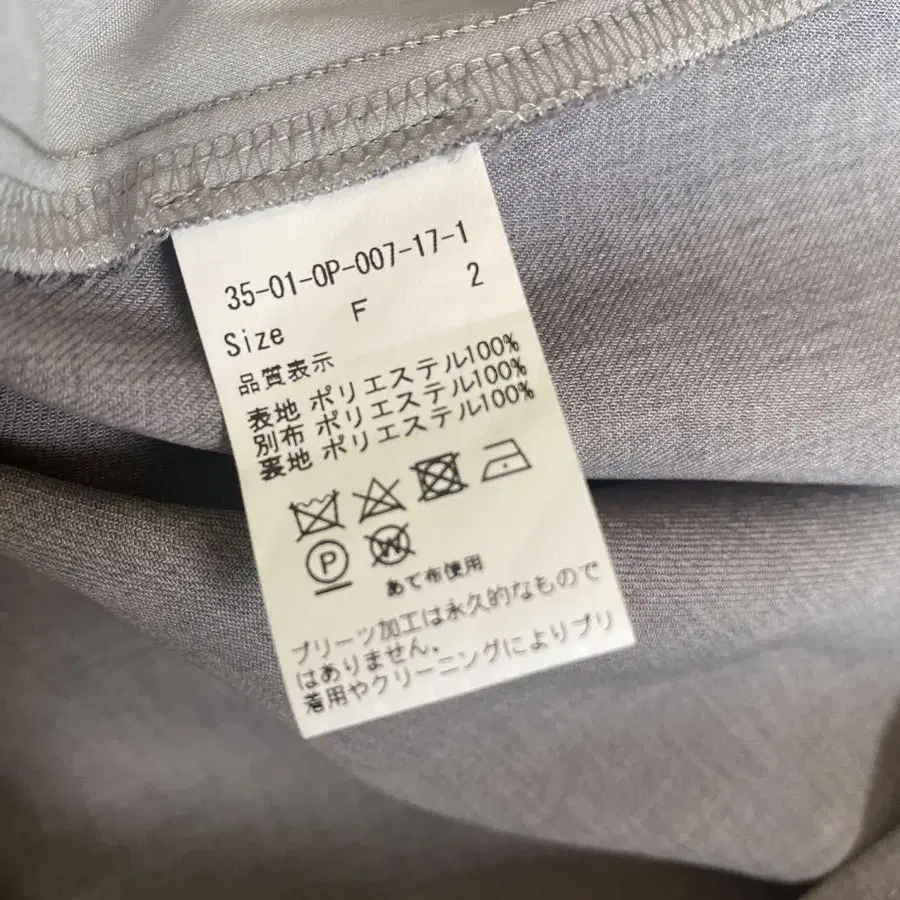 35-01-OP-007-17-1
Size F 2
品質表示
表地 ポリエステル100%
別布 ポリエステル100%
裏地 ポリエステル100%
P W
あて布使用
プリーツ加工は永久的なもので
はありません。
着用やクリーニングによりプリ